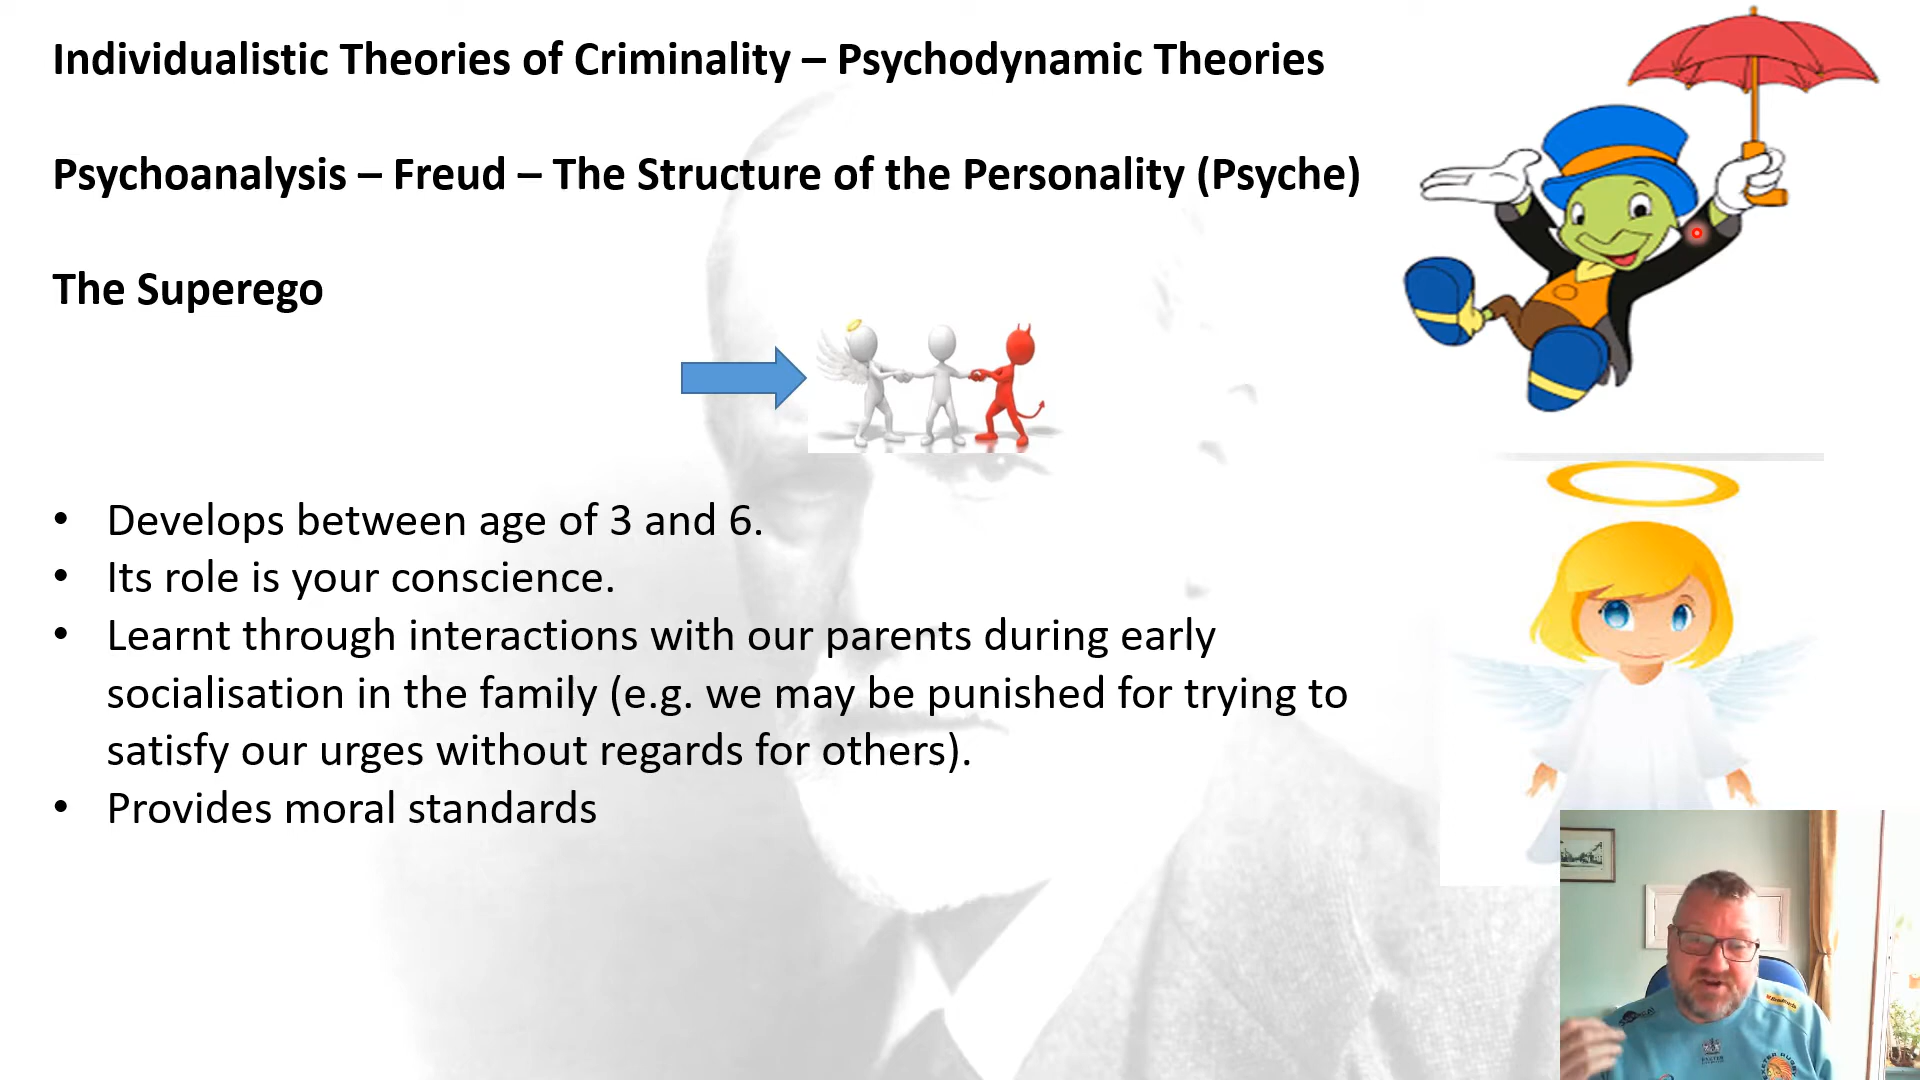 Individualistic Theories of Criminality – Psychodynamic Theories
Psychoanalysis – Freud – The Structure of the Personality (Psyche)
The Superego
• Develops between age of 3 and 6.
• Its role is your conscience.
• Learnt through interactions with our parents during early
socialisation in the family (e.g. we may be punished for trying to
satisfy our urges without regards for others).
• Provides moral standards